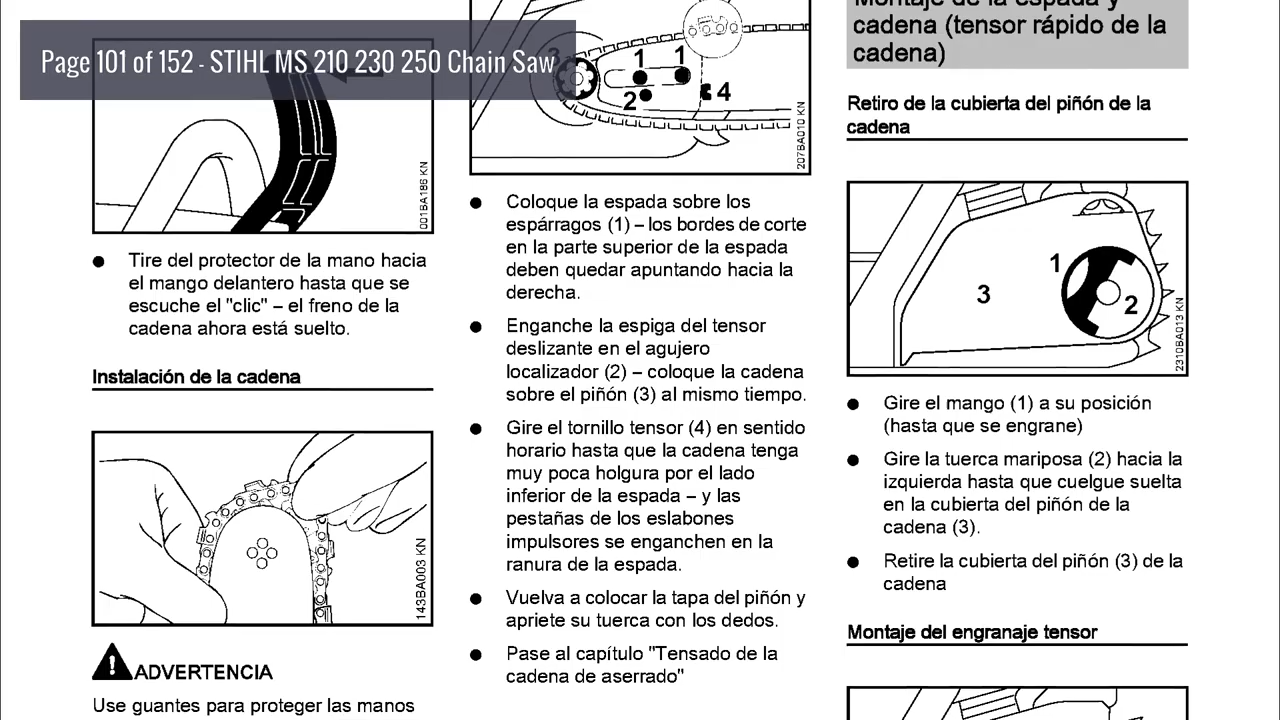 Page 101 of 152 - STIHL MS 210 230 250 Chain Saw
001BA186 KN
Tire del protector de la mano hacia
el mango delantero hasta que se
escuche el "clic" – el freno de la
cadena ahora está suelto.
Instalación de la cadena
143BA003 KN
ADVERTENCIA
Use guantes para proteger las manos
3
1
1
2
4
207BA010 KN
Coloque la espada sobre los
espárragos (1) – los bordes de corte
en la parte superior de la espada
deben quedar apuntando hacia la
derecha.
Enganche la espiga del tensor
deslizante en el agujero
localizador (2) – coloque la cadena
sobre el piñón (3) al mismo tiempo.
Gire el tornillo tensor (4) en sentido
horario hasta que la cadena tenga
muy poca holgura por el lado
inferior de la espada – y las
pestañas de los eslabones
impulsores se enganchen en la
ranura de la espada.
Vuelva a colocar la tapa del piñón y
apriete su tuerca con los dedos.
Pase al capítulo "Tensado de la
cadena de aserrado"
Montaje de la espada y
cadena (tensor rápido de la
cadena)
Retiro de la cubierta del piñón de la
cadena
1
3
2
2310BA013 KN
Gire el mango (1) a su posición
(hasta que se engrane)
Gire la tuerca mariposa (2) hacia la
izquierda hasta que cuelgue suelta
en la cubierta del piñón de la
cadena (3).
Retire la cubierta del piñón (3) de la
cadena
Montaje del engranaje tensor